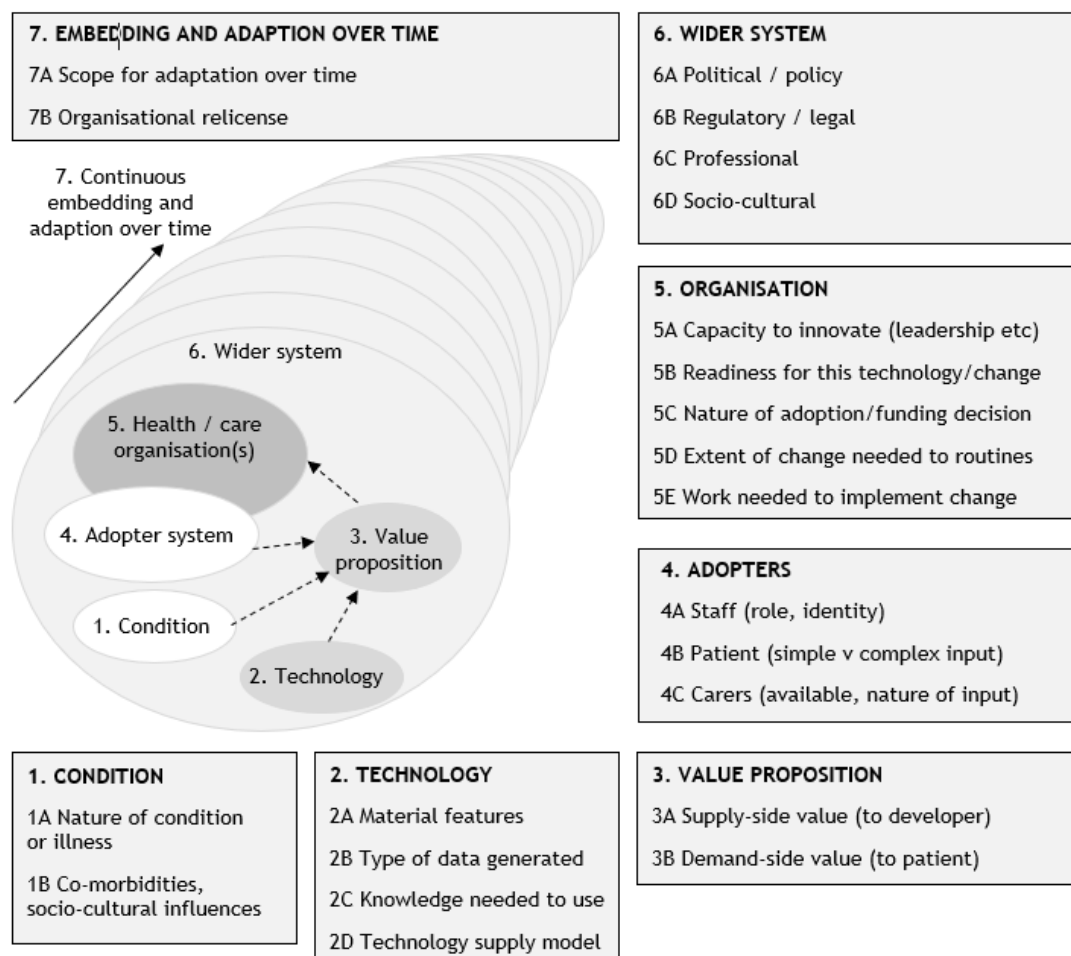 7. EMBEDDING AND ADAPTION OVER TIME
7A Scope for adaptation over time
7B Organisational relicense
6. WIDER SYSTEM
6A Political / policy
6B Regulatory / legal
6C Professional
6D Socio-cultural
7. Continuous
embedding and
adaption over time
6. Wider system
5. Health / care
organisation(s)
4. Adopter system
3. Value
proposition
1. Condition
2. Technology
5. ORGANISATION
5A Capacity to innovate (leadership etc)
5B Readiness for this technology/change
5C Nature of adoption/funding decision
5D Extent of change needed to routines
5E Work needed to implement change
4. ADOPTERS
4A Staff (role, identity)
4B Patient (simple v complex input)
4C Carers (available, nature of input)
1. CONDITION
1A Nature of condition
or illness
1B Co-morbidities,
socio-cultural influences
2. TECHNOLOGY
2A Material features
2B Type of data generated
2C Knowledge needed to use
2D Technology supply model
3. VALUE PROPOSITION
3A Supply-side value (to developer)
3B Demand-side value (to patient)